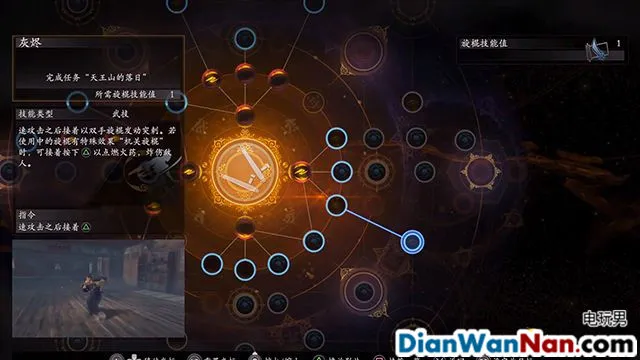 灰烬
完成任务“天王山的落日”
所需旋棍技能值 1
技能类型 武技
速攻击之后接着以双手旋棍发动突刺。若
使用中的旋棍有特殊效果“机关旋棍”
时，可接着按下△以点燃火药，炸伤敌
人。
指令
速攻击之后接着△
旋棍技能值
1
电玩男
DianWanNan.com